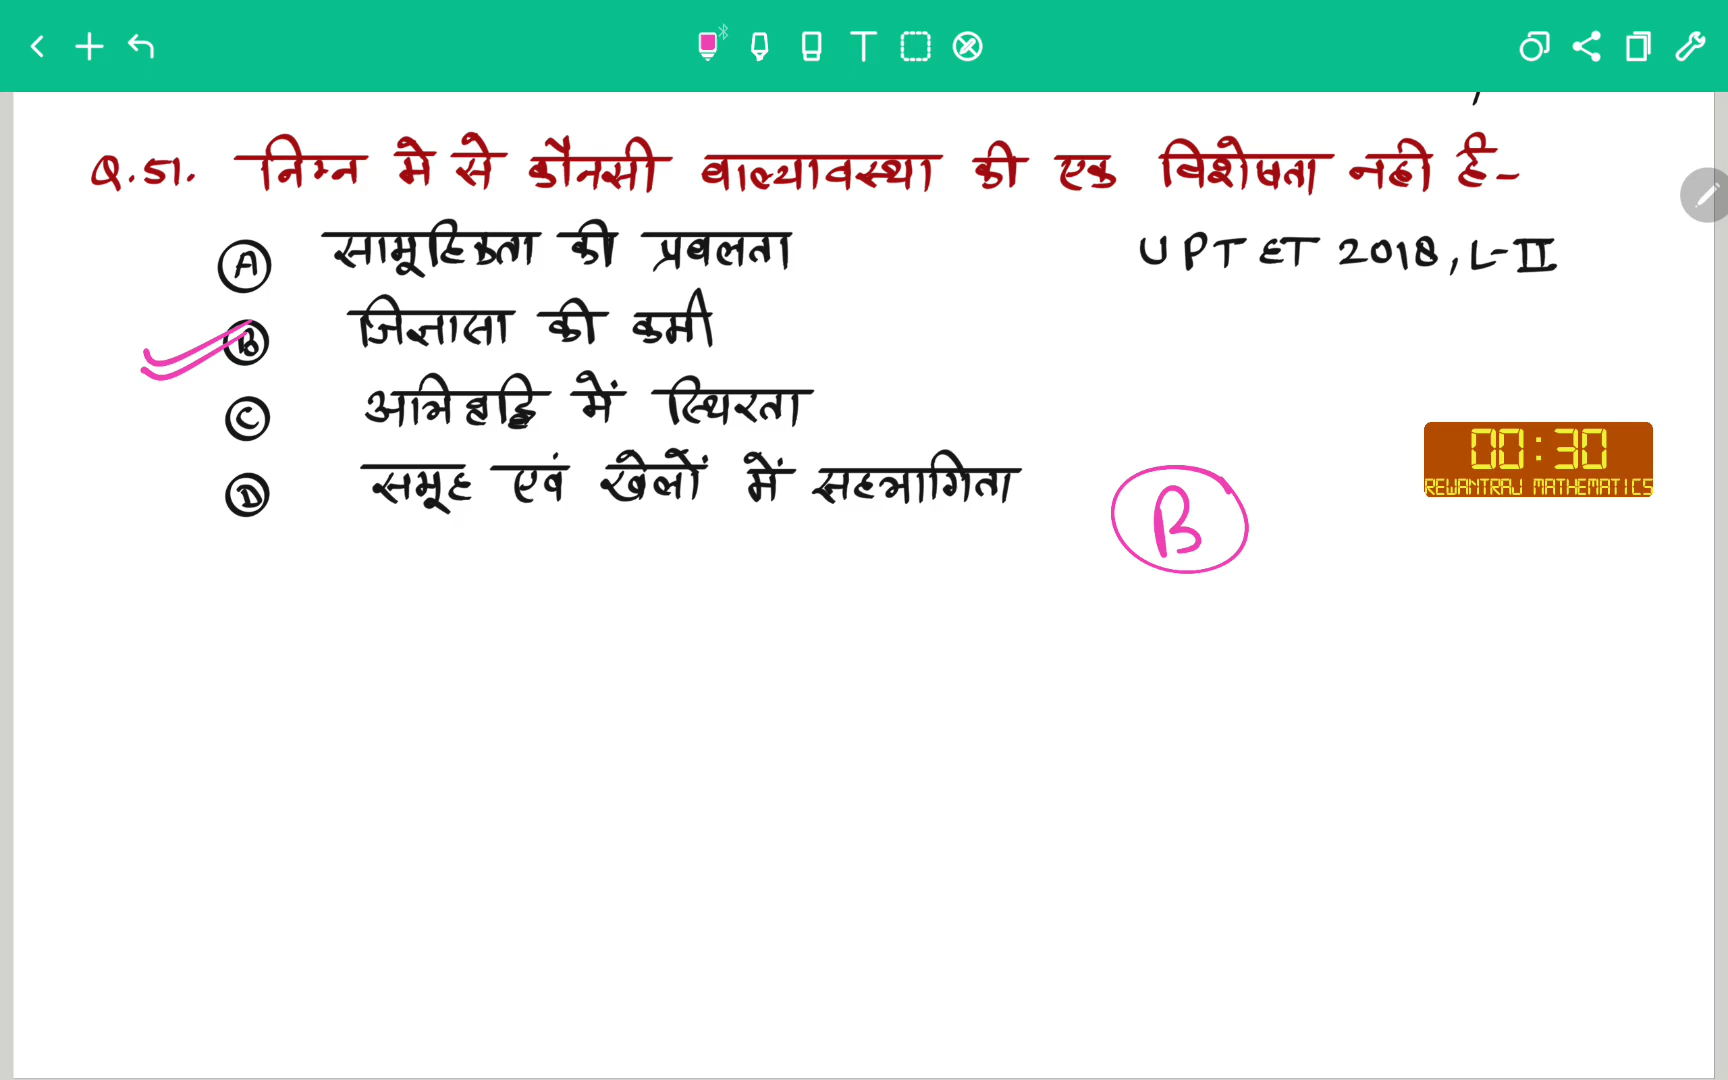 Q.51. निम्न मे से कौनसी बाल्यावस्था की एक विशेषता नही है-
UPTET 2018, L-II
A सामूहिकता की प्रबलता
B जिज्ञासा की कमी
C में स्थिरता
D समूह एवं खेलों में सहभागिता
B
00:30
REWANTRAJ MATHEMATICS